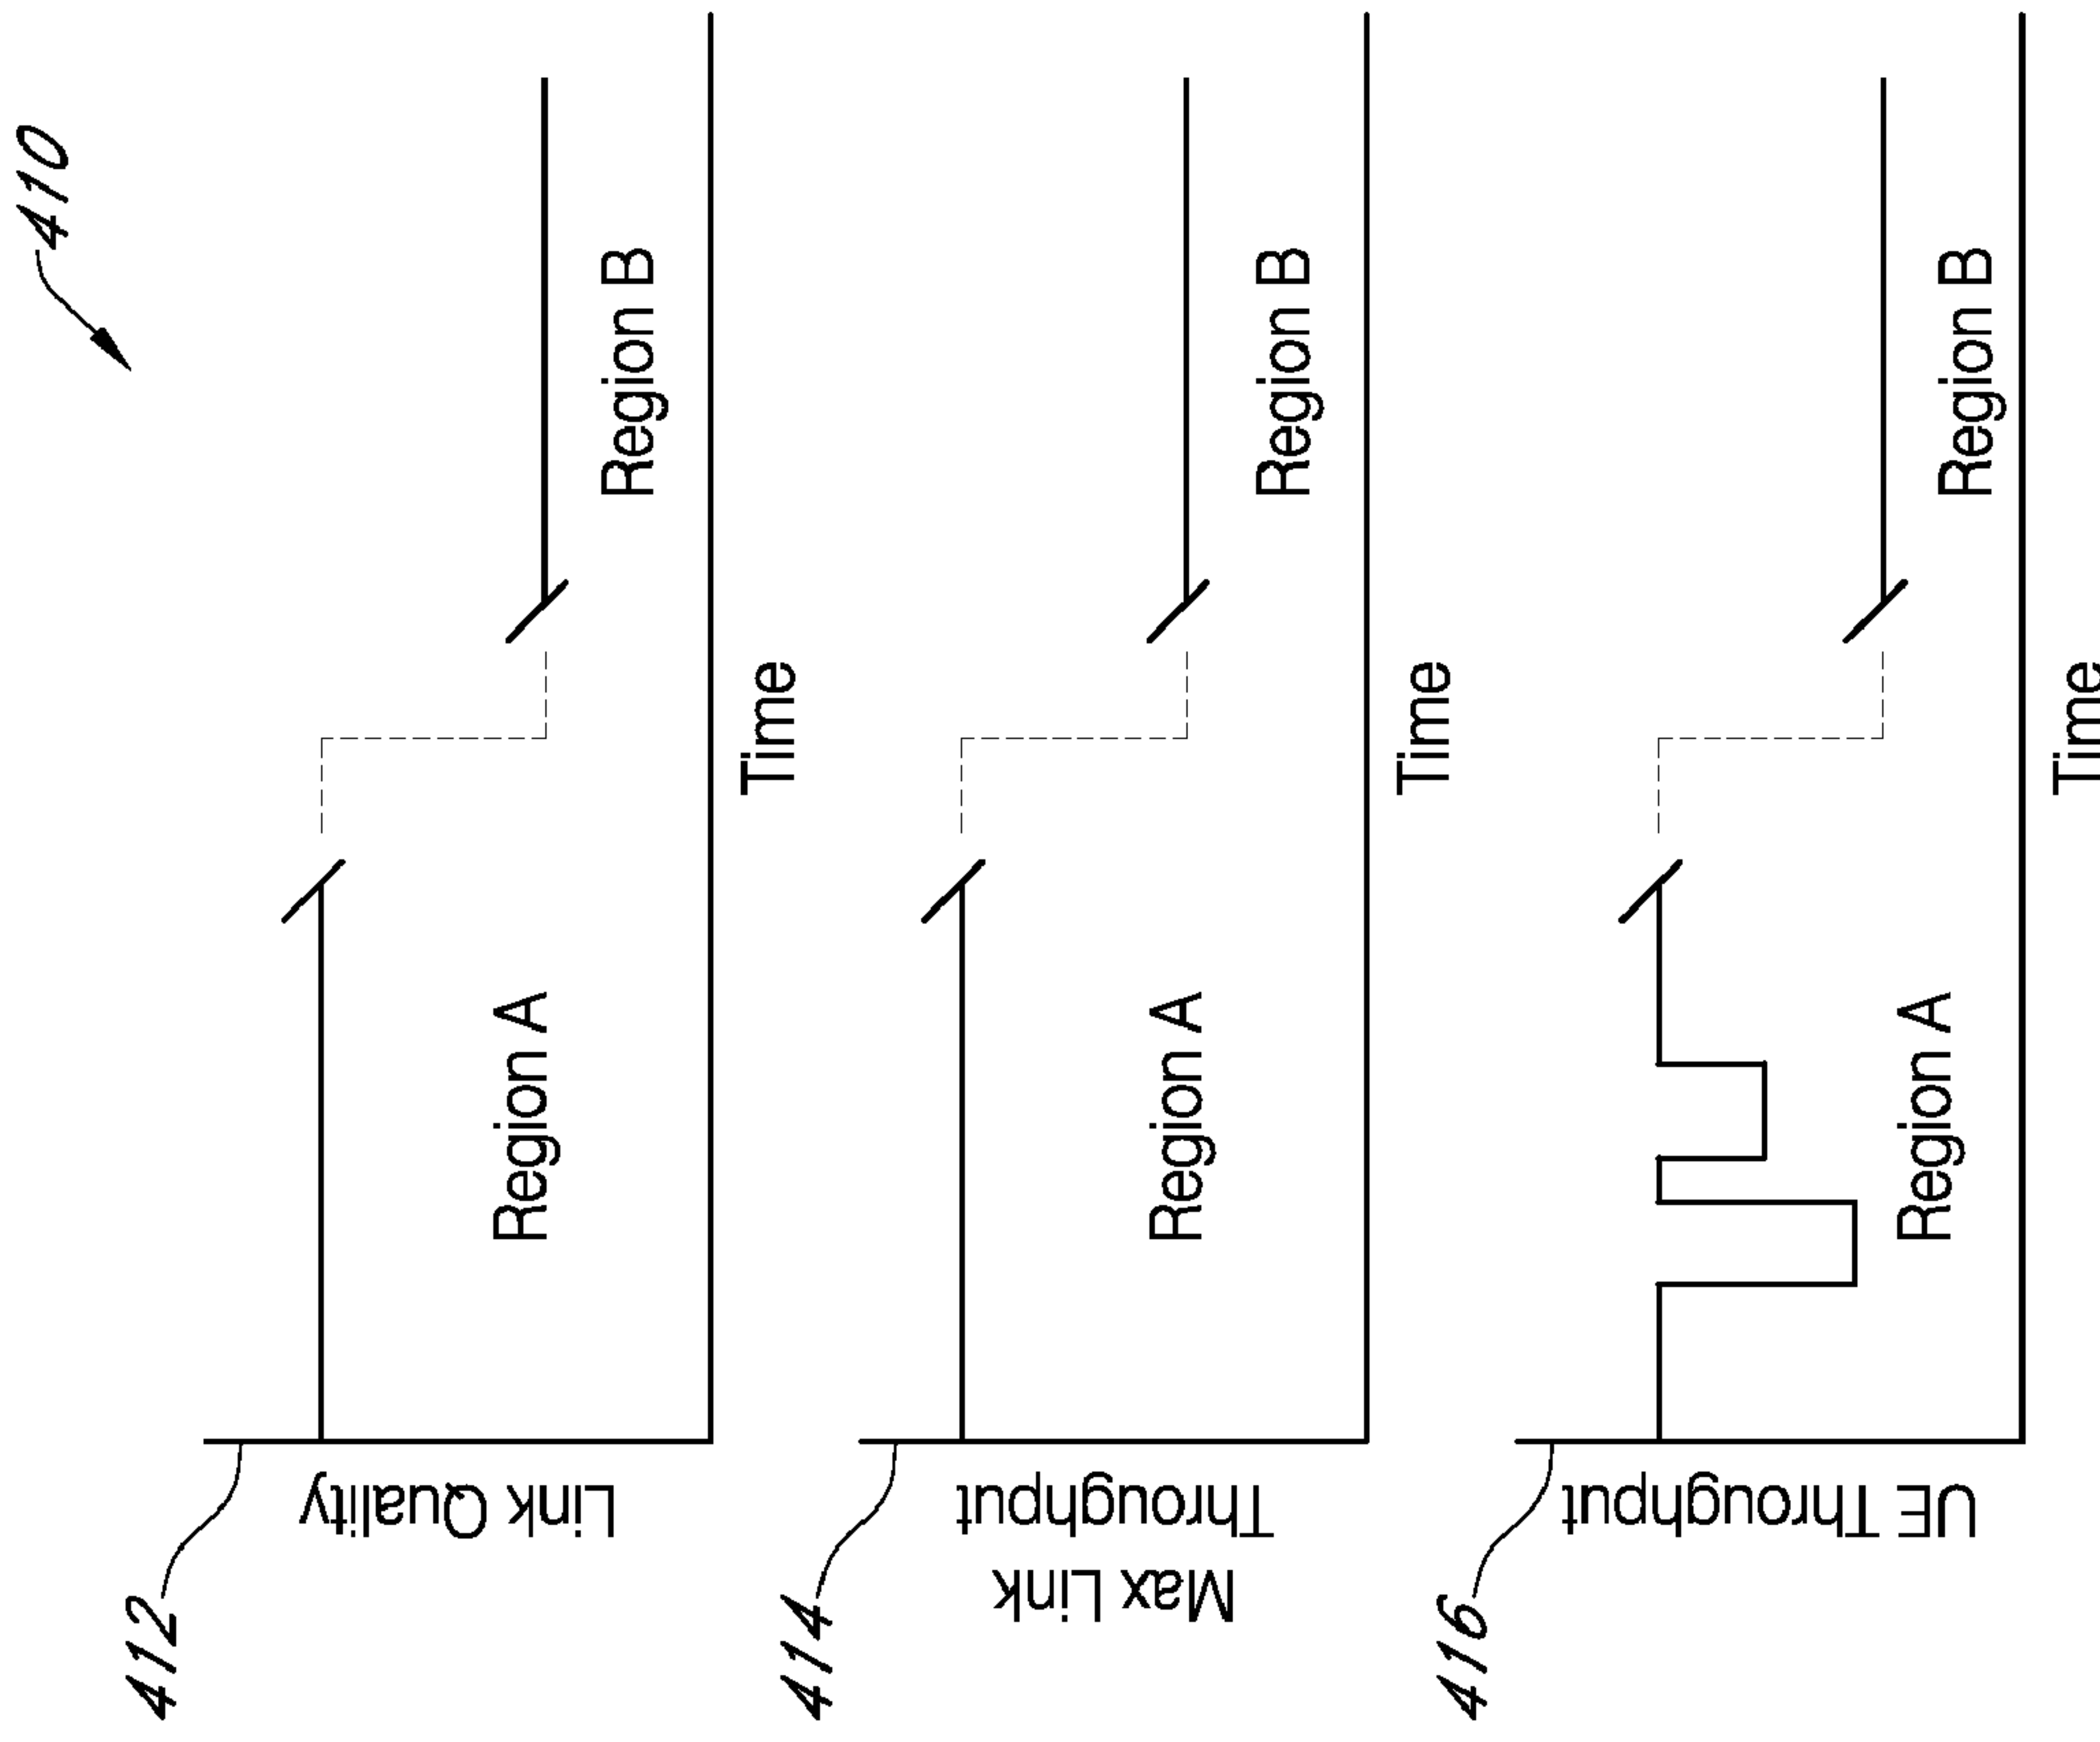 410
412
Link Quality
Region A
Region B
Time
414
Max Link
Throughput
Region A
Region B
Time
416
UE Throughput
Region A
Region B
Time